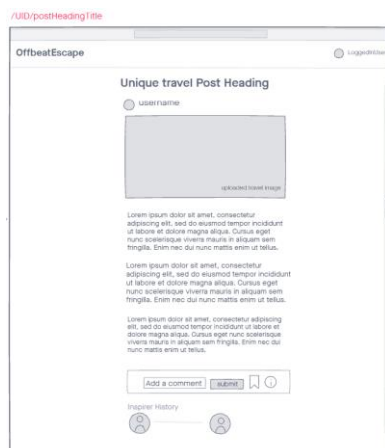 /UID/postHeadingTitle
OffbeatEscape
LoggedInUser
Unique travel Post Heading
username
uploaded travel image
Lorem ipsum dolor sit amet, consectetur
adipiscing elit, sed do eiusmod tempor incididunt
ut labore et dolore magna aliqua. Cursus eget
nunc scelerisque viverra mauris in aliquam sem
fringilla. Enim nec dui nunc mattis enim ut tellus.
Lorem ipsum dolor sit amet, consectetur
adipiscing elit, sed do eiusmod tempor incididunt
ut labore et dolore magna aliqua. Cursus eget
nunc scelerisque viverra mauris in aliquam sem
fringilla. Enim nec dui nunc mattis enim ut tellus.
Lorem ipsum dolor sit amet, consectetur adipiscing
elit, sed do eiusmod tempor incididunt ut labore et
dolore magna aliqua. Cursus eget nunc scelerisque
viverra mauris in aliquam sem fringilla. Enim nec dui
nunc mattis enim ut tellus.
Add a comment submit
Inspirer History